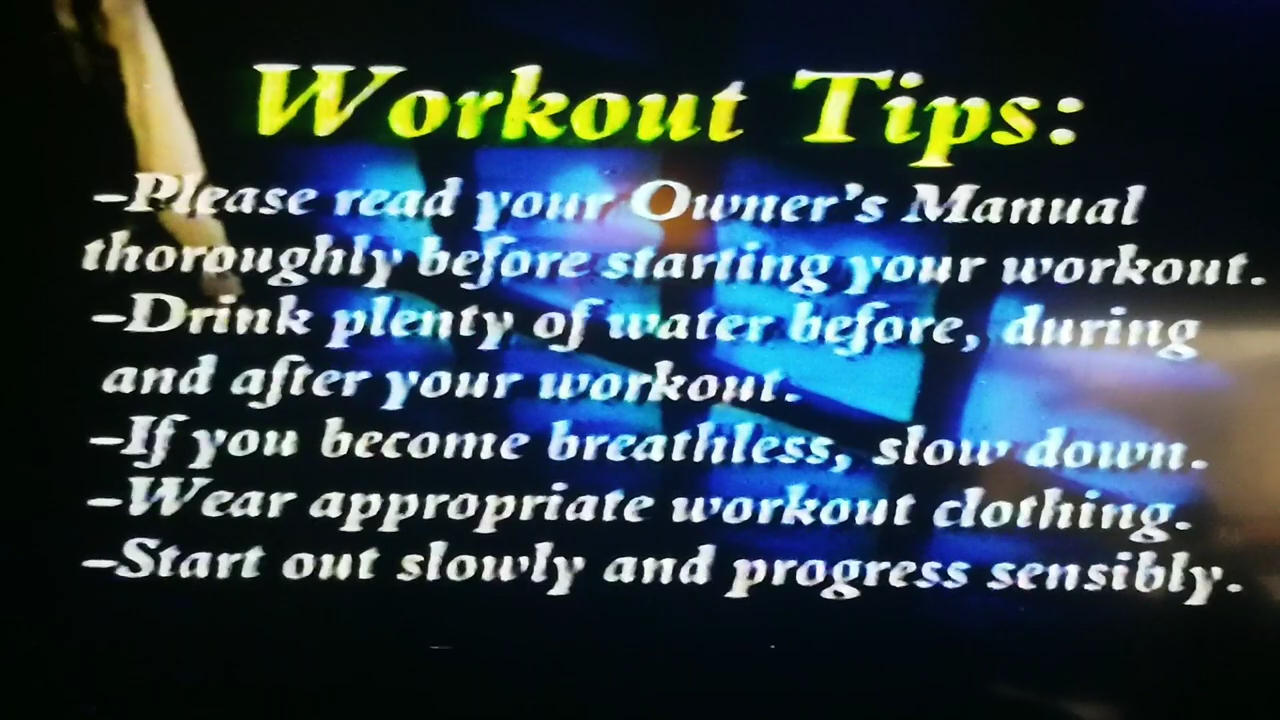 Workout Tips:
-Please read your Owner's Manual
thoroughly before starting your workout.
-Drink plenty of water before, during
and after your workout.
-If you become breathless, slow down.
-Wear appropriate workout clothing.
-Start out slowly and progress sensibly.